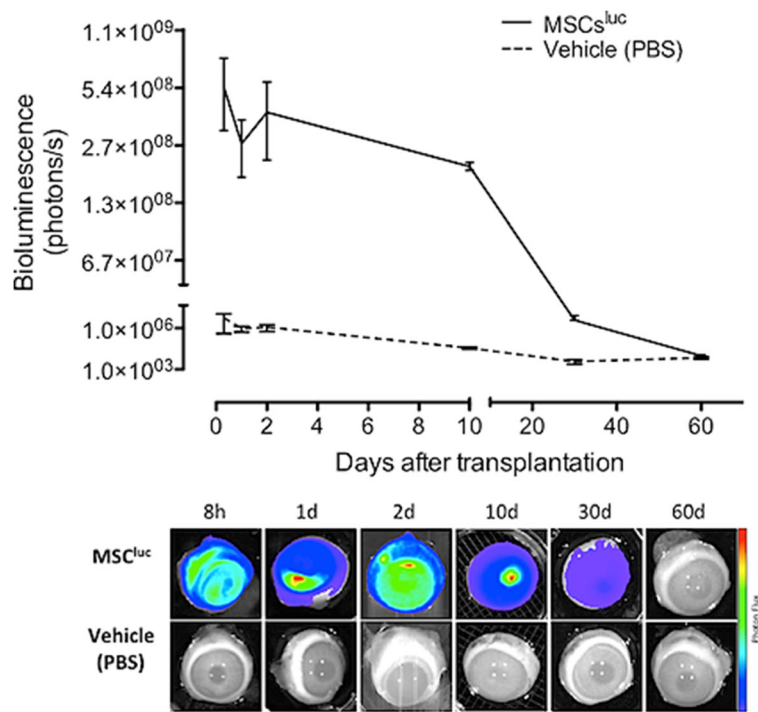 MSCsˡᵘᶜ
Vehicle (PBS)
Bioluminescence
(photons/s)
1.1×10⁰⁹
5.4×10⁰⁸
2.7×10⁰⁸
1.3×10⁰⁸
6.7×10⁰⁷
1.0×10⁰⁶
1.0×10⁰³
0 2 4 6 8 10 20 40 60
Days after transplantation
8h 1d 2d 10d 30d 60d
MSCˡᵘᶜ
Vehicle
(PBS)
Photon Flux